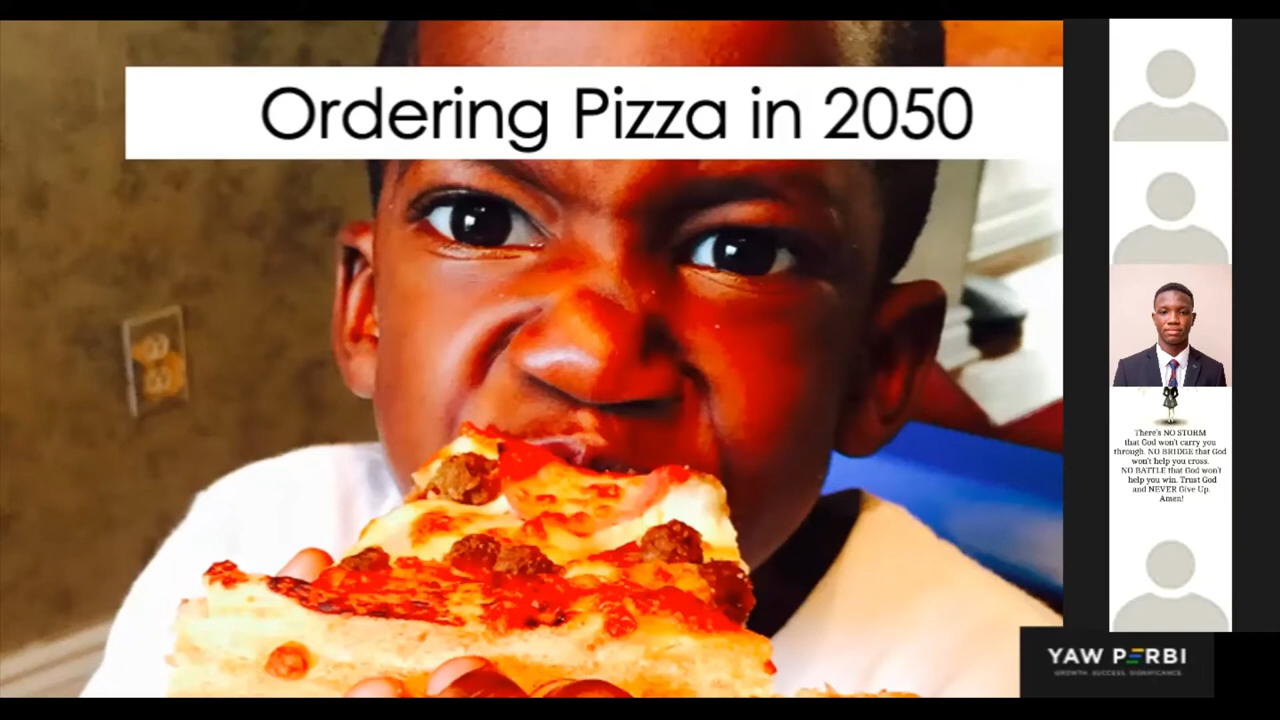 Ordering Pizza in 2050
There's NO STORM
that God won't carry you
through. NO BRIDGE that God
won't help you cross.
NO BATTLE that God won't
help you win. Trust God
and NEVER Give Up.
Amen!
YAW PERBI
GROWTH. SUCCESS. SIGNIFICANCE.